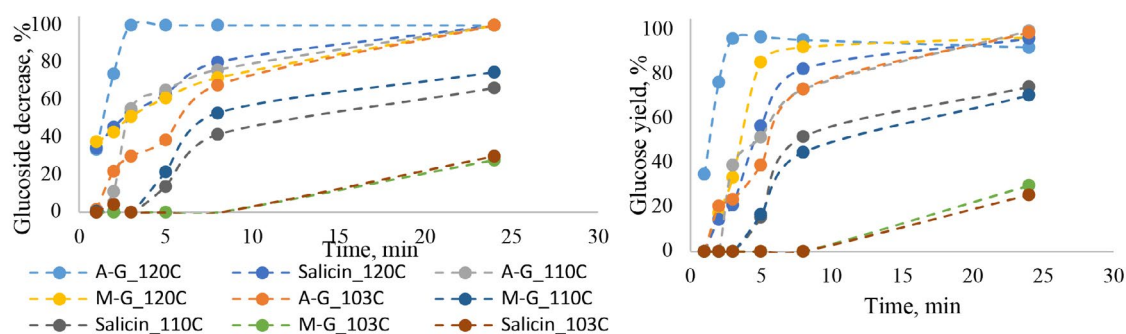 Glucoside decrease, %
100
80
60
40
20
0
0 5 10 15 20 25 30
Time, min
A-G_120C Salicin_120C A-G_110C
M-G_120C A-G_103C M-G_110C
Salicin_110C M-G_103C Salicin_103C
Glucose yield, %
100
80
60
40
20
0
0 5 10 15 20 25 30
Time, min